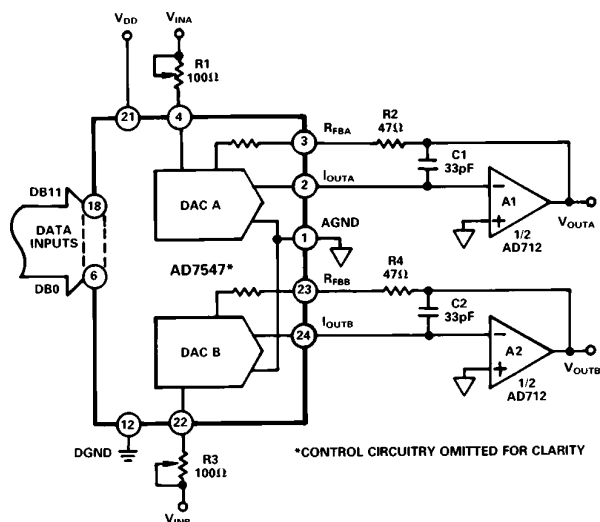 VDD
VINA
R1
100Ω
21
4
RFBA
3
R2
47Ω
C1
33pF
IOUTA
2
DB11
18
DAC A
A1
−
+
1/2
AD712
VOUTA
DATA
INPUTS
AGND
1
AD7547*
6
DB0
RFBB
23
R4
47Ω
C2
33pF
IOUTB
24
DAC B
A2
−
+
1/2
AD712
VOUTB
12
22
DGND
R3
100Ω
*CONTROL CIRCUITRY OMITTED FOR CLARITY
VINB